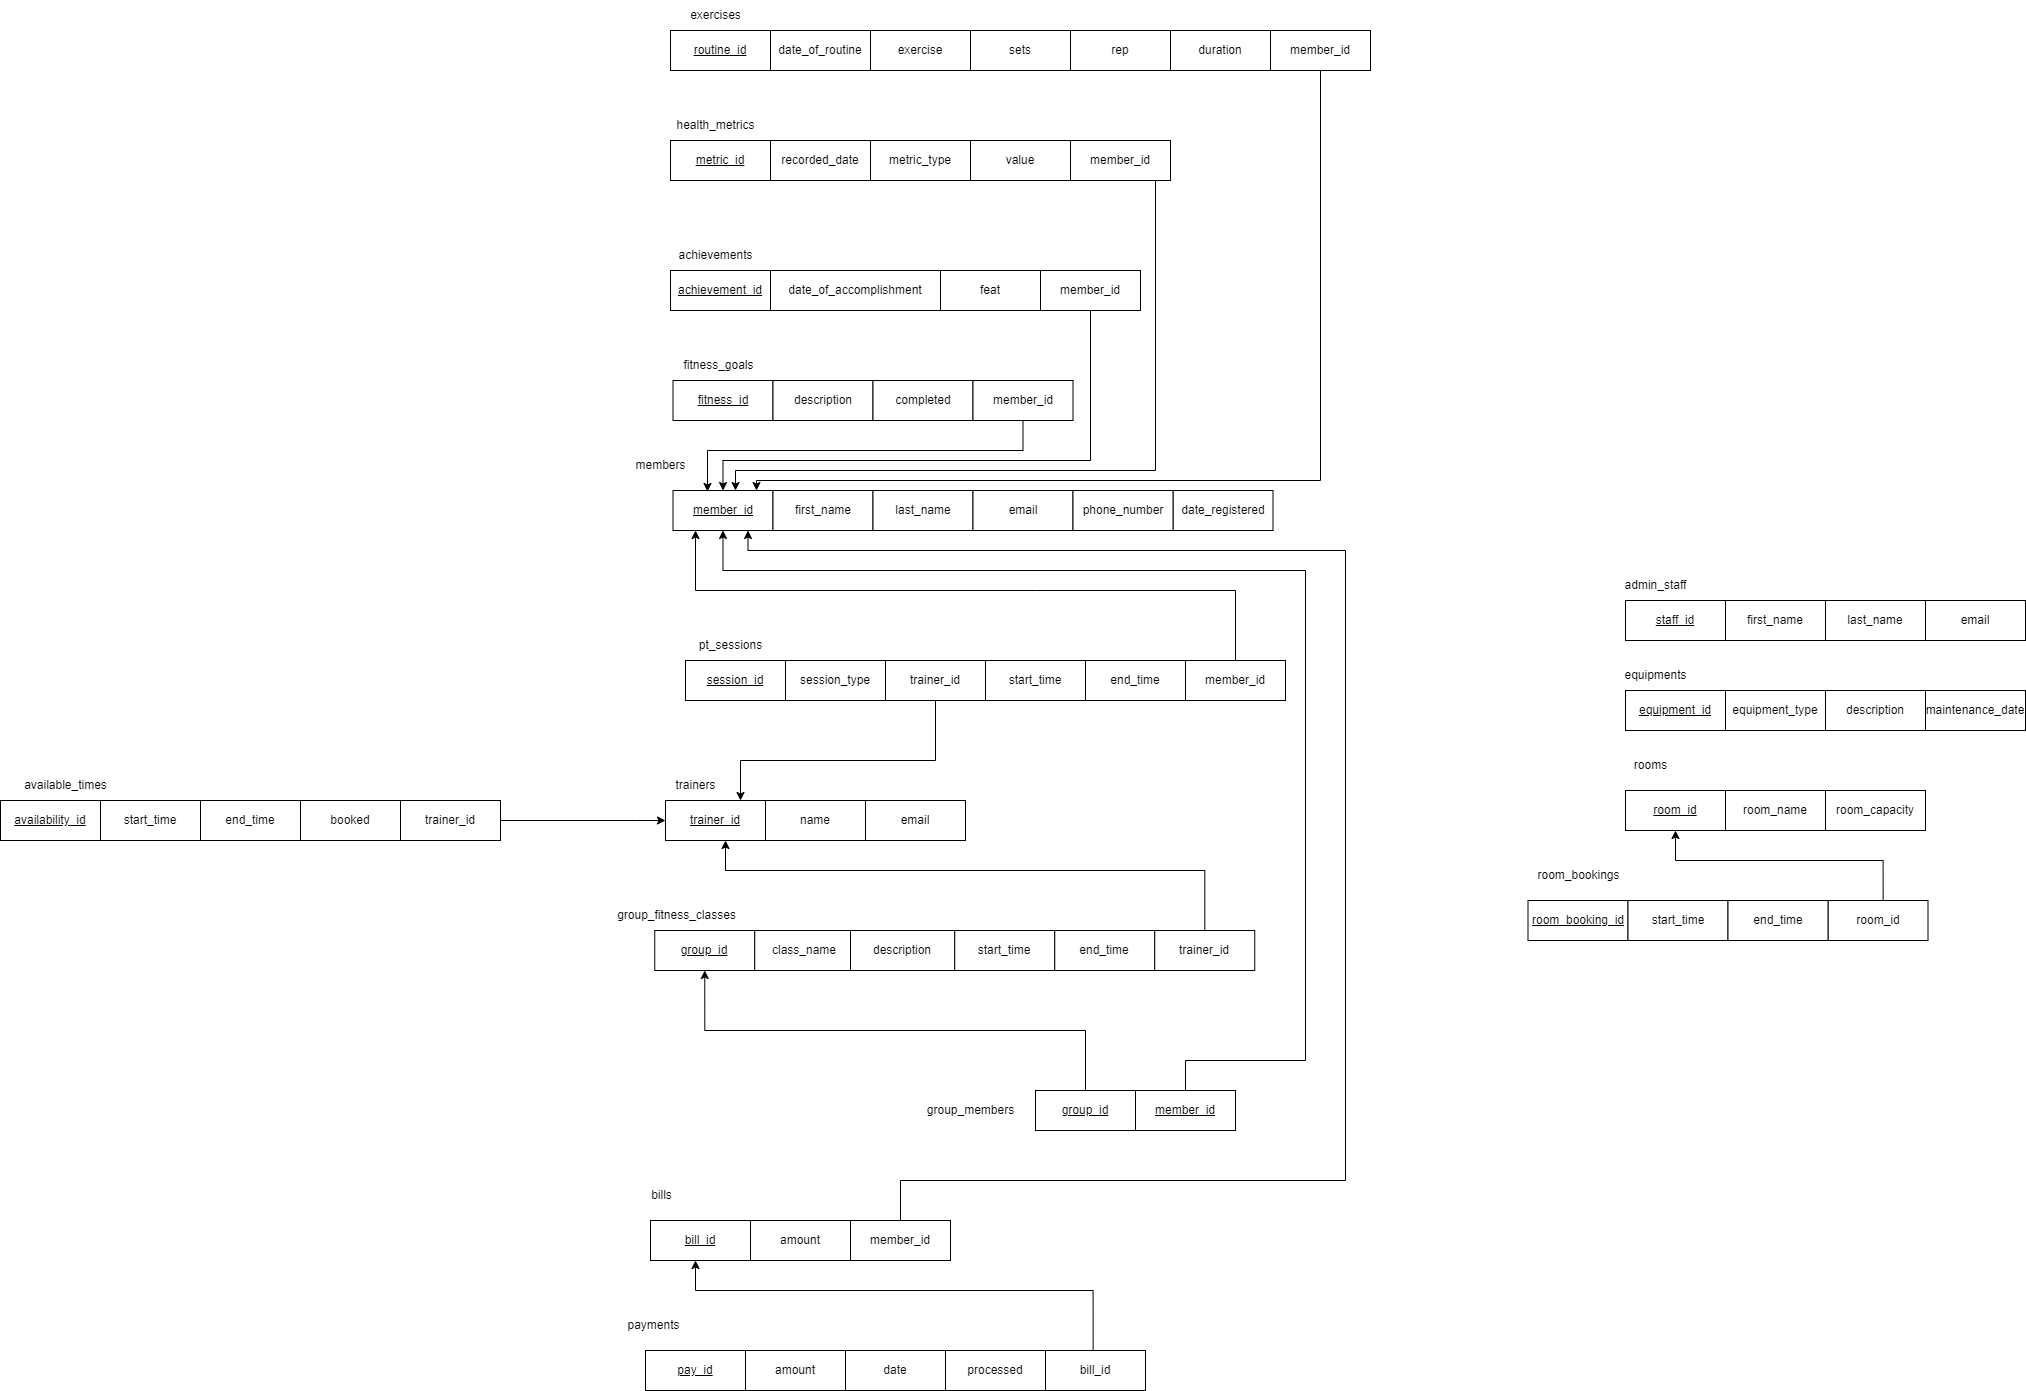 exercises
routine_id date_of_routine exercise sets rep duration member_id
health_metrics
metric_id recorded_date metric_type value member_id
achievements
achievement_id date_of_accomplishment feat member_id
fitness_goals
fitness_id description completed member_id
members
member_id first_name last_name email phone_number date_registered
pt_sessions
session_id session_type trainer_id start_time end_time member_id
available_times
availability_id start_time end_time booked trainer_id
trainers
trainer_id name email
group_fitness_classes
group_id class_name description start_time end_time trainer_id
group_members
group_id member_id
bills
bill_id amount member_id
payments
pay_id amount date processed bill_id
admin_staff
staff_id first_name last_name email
equipments
equipment_id equipment_type description maintenance_date
rooms
room_id room_name room_capacity
room_bookings
room_booking_id start_time end_time room_id